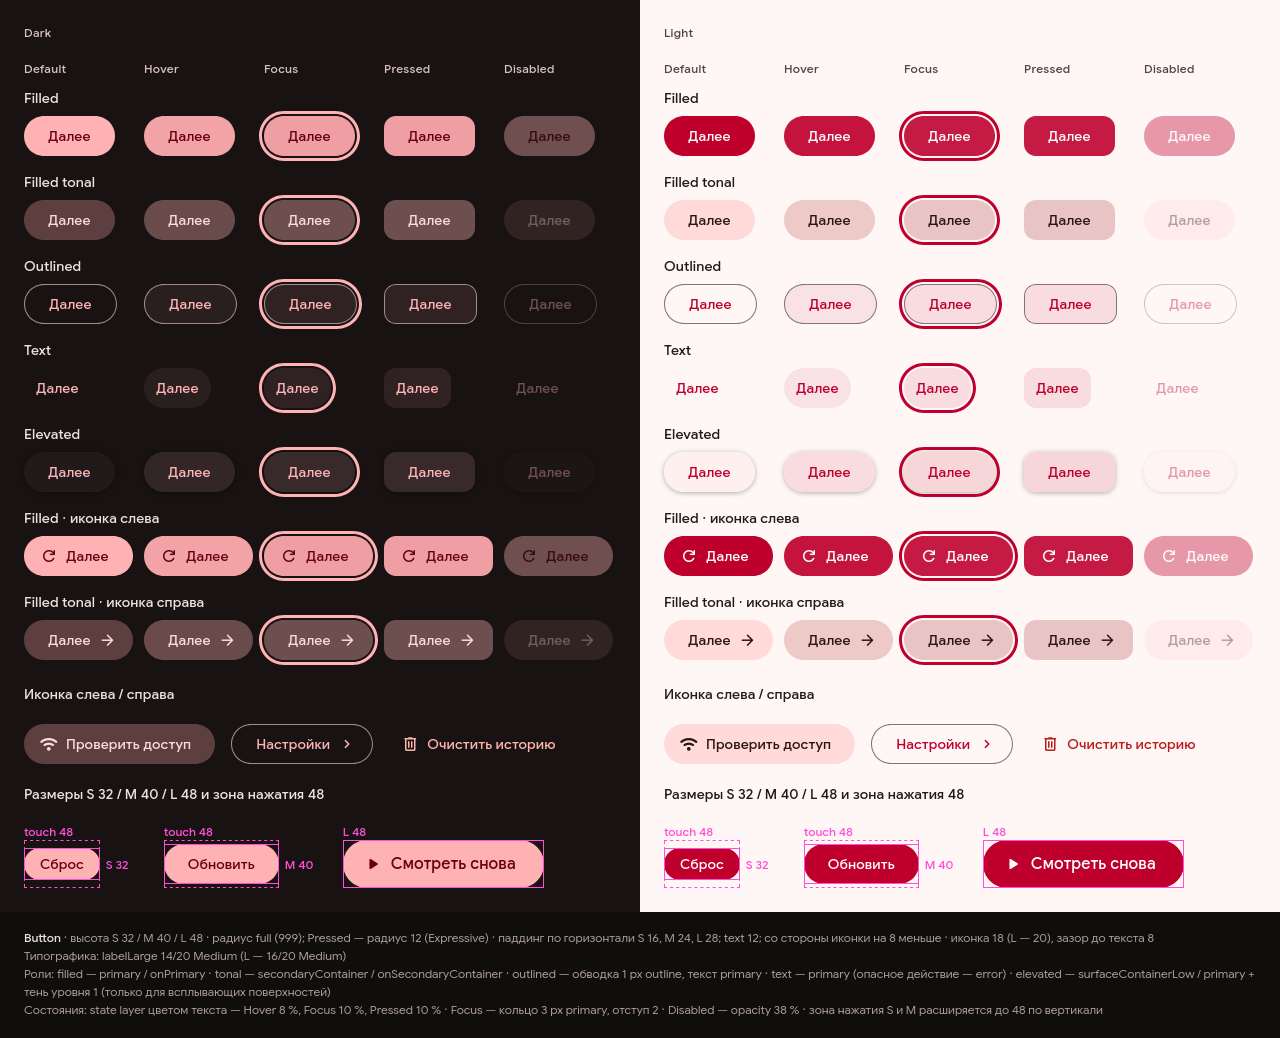 Dark
Default Hover Focus Pressed Disabled
Filled
Далее Далее Далее Далее Далее
Filled tonal
Далее Далее Далее Далее Далее
Outlined
Далее Далее Далее Далее Далее
Text
Далее Далее Далее Далее Далее
Elevated
Далее Далее Далее Далее Далее
Filled · иконка слева
Далее Далее Далее Далее Далее
Filled tonal · иконка справа
Далее Далее Далее Далее Далее
Иконка слева / справа
Проверить доступ Настройки Очистить историю
Размеры S 32 / M 40 / L 48 и зона нажатия 48
touch 48 touch 48 L 48
Сброс S 32 Обновить M 40 Смотреть снова
Light
Default Hover Focus Pressed Disabled
Filled
Далее Далее Далее Далее Далее
Filled tonal
Далее Далее Далее Далее Далее
Outlined
Далее Далее Далее Далее Далее
Text
Далее Далее Далее Далее Далее
Elevated
Далее Далее Далее Далее Далее
Filled · иконка слева
Далее Далее Далее Далее Далее
Filled tonal · иконка справа
Далее Далее Далее Далее Далее
Иконка слева / справа
Проверить доступ Настройки Очистить историю
Размеры S 32 / M 40 / L 48 и зона нажатия 48
touch 48 touch 48 L 48
Сброс S 32 Обновить M 40 Смотреть снова
Button · высота S 32 / M 40 / L 48 · радиус full (999); Pressed — радиус 12 (Expressive) · паддинг по горизонтали S 16, M 24, L 28; text 12; со стороны иконки на 8 меньше · иконка 18 (L — 20), зазор до текста 8
Типографика: labelLarge 14/20 Medium (L — 16/20 Medium)
Роли: filled — primary / onPrimary · tonal — secondaryContainer / onSecondaryContainer · outlined — обводка 1 px outline, текст primary · text — primary (опасное действие — error) · elevated — surfaceContainerLow / primary +
тень уровня 1 (только для всплывающих поверхностей)
Состояния: state layer цветом текста — Hover 8 %, Focus 10 %, Pressed 10 % · Focus — кольцо 3 px primary, отступ 2 · Disabled — opacity 38 % · зона нажатия S и M расширяется до 48 по вертикали